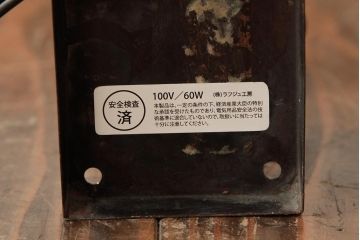 安全検査
済
100V／60W　(株)ラフジュ工房
本製品は、一定の条件の下、経済産業大臣の特別
な承認を受けたものであり、電気用品安全法の技
術基準に適合していないので、取扱いに当たっては
十分に注意してください。